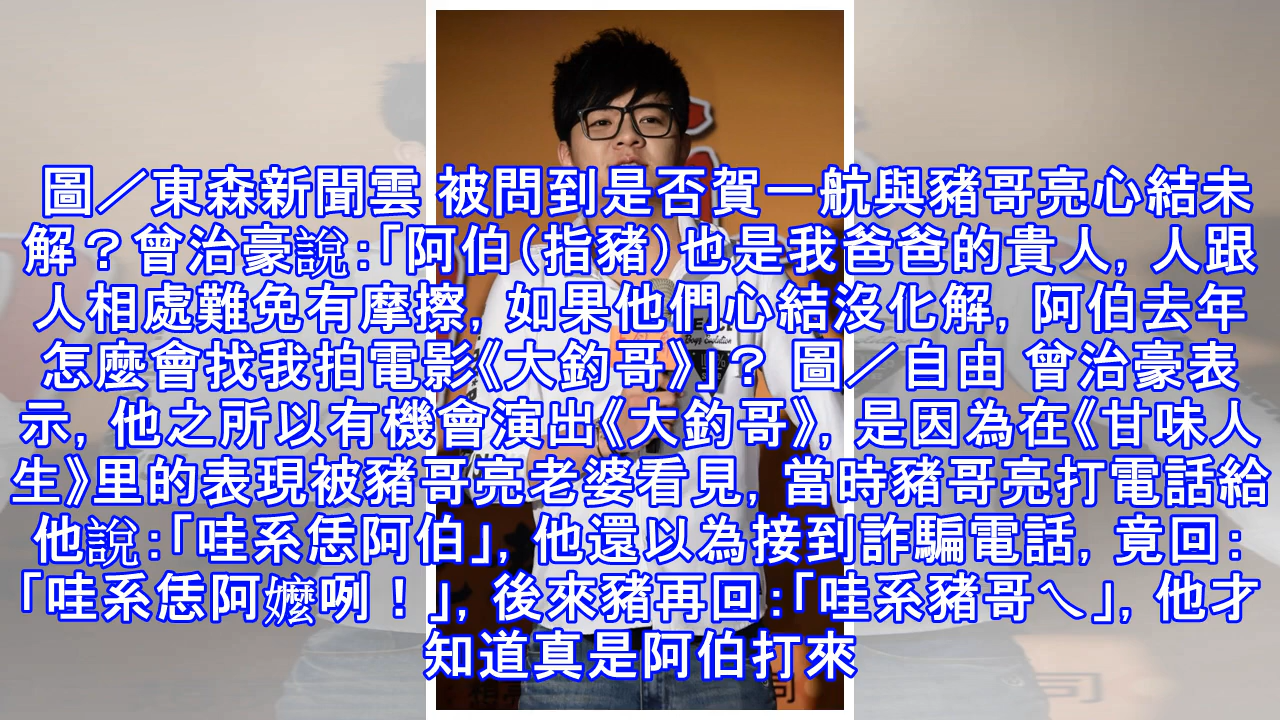 圖／東森新聞雲 被問到是否賀一航與豬哥亮心結未
解？曾治豪說：「阿伯（指豬）也是我爸爸的貴人，人跟
人相處難免有摩擦，如果他們心結沒化解，阿伯去年
怎麼會找我拍電影《大釣哥》」？ 圖／自由 曾治豪表
示，他之所以有機會演出《大釣哥》，是因為在《甘味人
生》里的表現被豬哥亮老婆看見，當時豬哥亮打電話給
他說：「哇系恁阿伯」，他還以為接到詐騙電話，竟回：
「哇系恁阿嬤咧！」，後來豬再回：「哇系豬哥ㄟ」，他才
知道真是阿伯打來
司